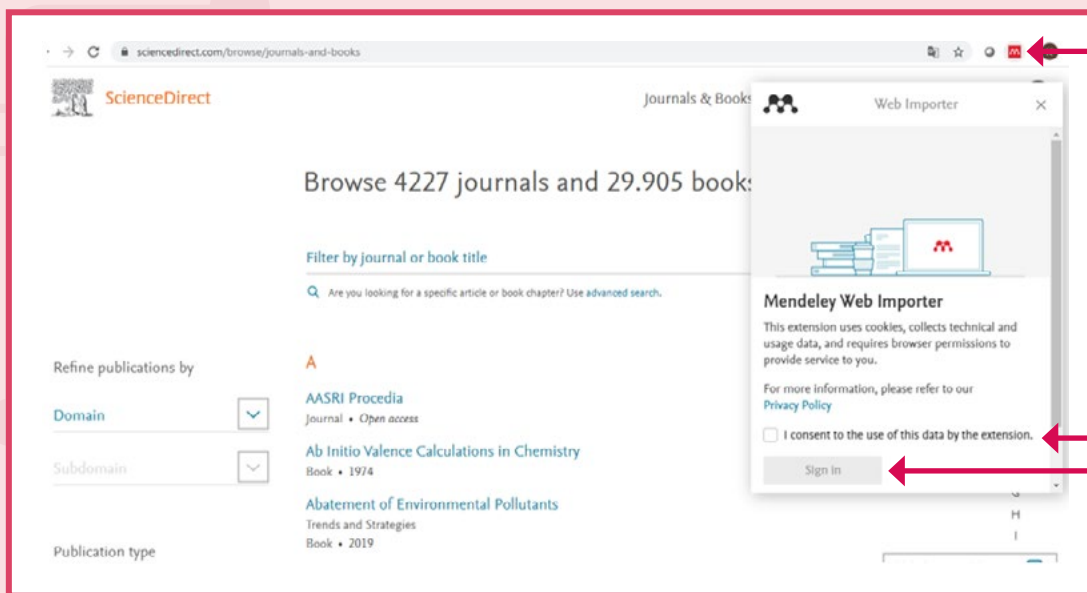 sciencedirect.com/browse/journals-and-books
ScienceDirect
Journals & Books
Web Importer
Browse 4227 journals and 29.905 books
Filter by journal or book title
Are you looking for a specific article or book chapter? Use advanced search.
Mendeley Web Importer
This extension uses cookies, collects technical and
usage data, and requires browser permissions to
provide service to you.
For more information, please refer to our
Privacy Policy
I consent to the use of this data by the extension.
Sign in
Refine publications by
Domain
Subdomain
Publication type
A
AASRI Procedia
Journal • Open access
Ab Initio Valence Calculations in Chemistry
Book • 1974
Abatement of Environmental Pollutants
Trends and Strategies
Book • 2019
G
H
I